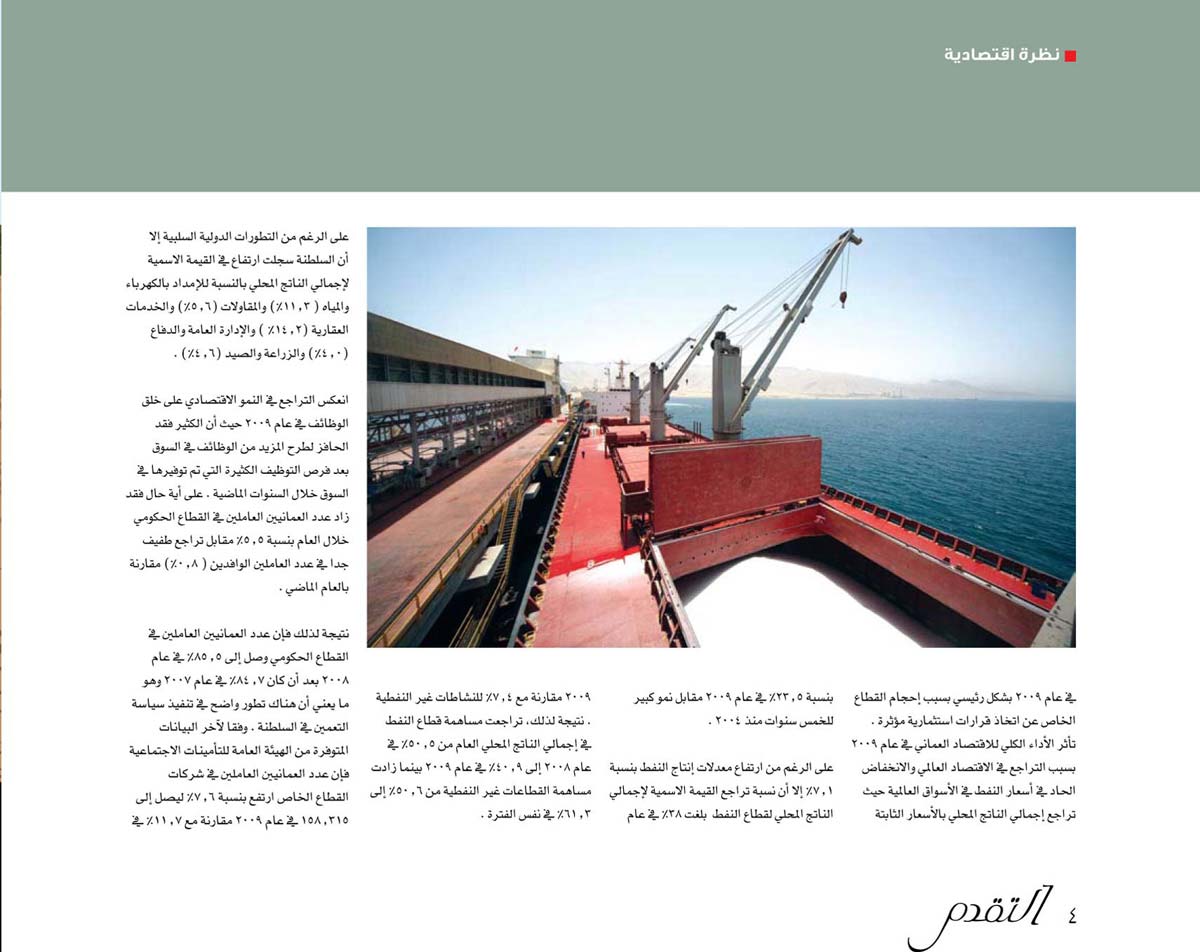 نظرة اقتصادية
في عام ٢٠٠٩ بشكل رئيسي بسبب إحجام القطاع
الخاص عن اتخاذ قرارات استثمارية مؤثرة .
تأثر الأداء الكلي للاقتصاد العماني في عام ٢٠٠٩
بسبب التراجع في الاقتصاد العالمي والانخفاض
الحاد في أسعار النفط في الأسواق العالمية حيث
تراجع إجمالي الناتج المحلي بالأسعار الثابتة
بنسبة ٢٣,٥٪ في عام ٢٠٠٩ مقابل نمو كبير
للخمس سنوات منذ ٢٠٠٤ .
على الرغم من ارتفاع معدلات إنتاج النفط بنسبة
٧,١٪ إلا أن نسبة تراجع القيمة الاسمية لإجمالي
الناتج المحلي لقطاع النفط بلغت ٣٨٪ في عام
٢٠٠٩ مقارنة مع ٧,٤٪ للنشاطات غير النفطية
. نتيجة لذلك، تراجعت مساهمة قطاع النفط
في إجمالي الناتج المحلي العام من ٥٠,٥٪ في
عام ٢٠٠٨ إلى ٤٠,٩٪ في عام ٢٠٠٩ بينما زادت
مساهمة القطاعات غير النفطية من ٥٠,٦٪ إلى
٦١,٣٪ في نفس الفترة .
على الرغم من التطورات الدولية السلبية إلا
أن السلطنة سجلت ارتفاع في القيمة الاسمية
لإجمالي الناتج المحلي بالنسبة للإمداد بالكهرباء
والمياه ( ١١,٣٪) والمقاولات (٥,٦٪) والخدمات
العقارية (١٤,٢٪ ) والإدارة العامة والدفاع
(٤,٠٪) والزراعة والصيد (٤,٦٪) .
انعكس التراجع في النمو الاقتصادي على خلق
الوظائف في عام ٢٠٠٩ حيث أن الكثير فقد
الحافز لطرح المزيد من الوظائف في السوق
بعد فرص التوظيف الكثيرة التي تم توفيرها في
السوق خلال السنوات الماضية . على أية حال فقد
زاد عدد العمانيين العاملين في القطاع الحكومي
خلال العام بنسبة ٥,٥٪ مقابل تراجع طفيف
جدا في عدد العاملين الوافدين (٠,٨٪) مقارنة
بالعام الماضي .
نتيجة لذلك فإن عدد العمانيين العاملين في
القطاع الحكومي وصل إلى ٨٥,٥٪ في عام
٢٠٠٨ بعد أن كان ٨٤,٧٪ في عام ٢٠٠٧ وهو
ما يعني أن هناك تطور واضح في تنفيذ سياسة
التعمين في السلطنة . وفقا لآخر البيانات
المتوفرة من الهيئة العامة للتأمينات الاجتماعية
فإن عدد العمانيين العاملين في شركات
القطاع الخاص ارتفع بنسبة ٧,٦٪ ليصل إلى
١٥٨,٣١٥ في عام ٢٠٠٩ مقارنة مع ١١,٧٪ في
٤ التقدم